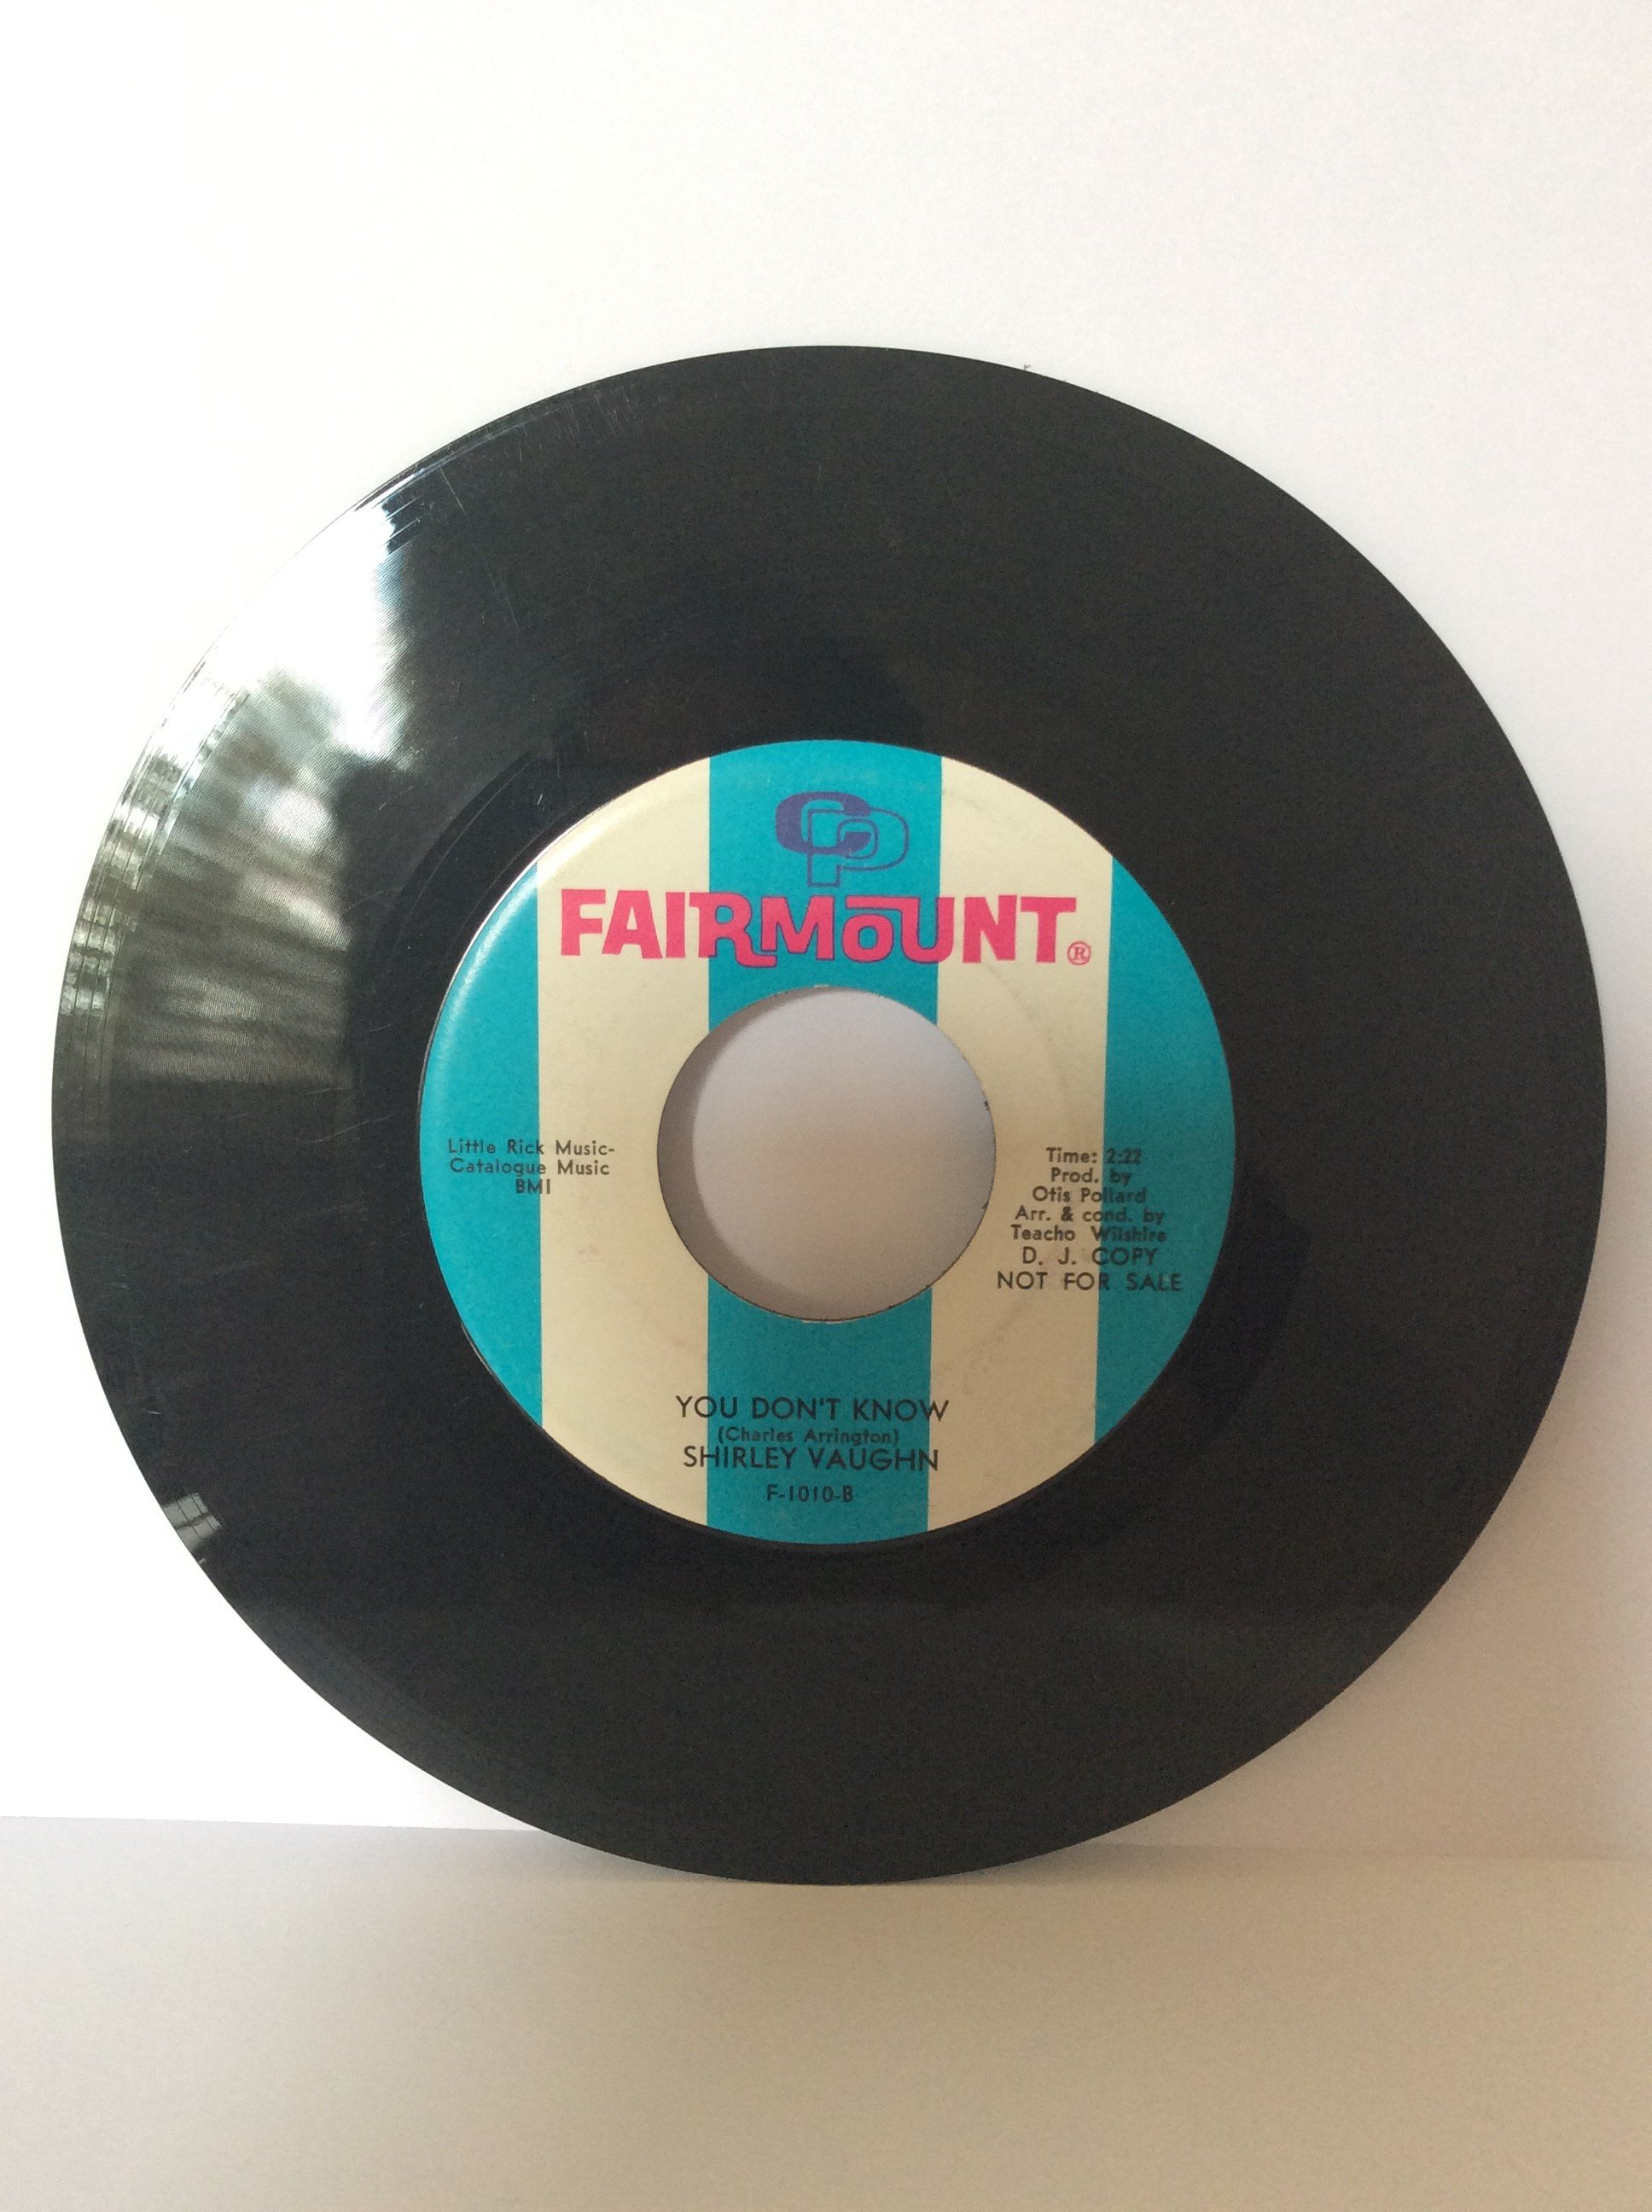 CP
FAIRMOUNT®
Little Rick Music-
Catalogue Music
BMI
Time: 2:22
Prod. by
Otis Pollard
Arr. & cond. by
Teacho Wilshire
D. J. COPY
NOT FOR SALE
YOU DON'T KNOW
(Charles Arrington)
SHIRLEY VAUGHN
F-1010-B